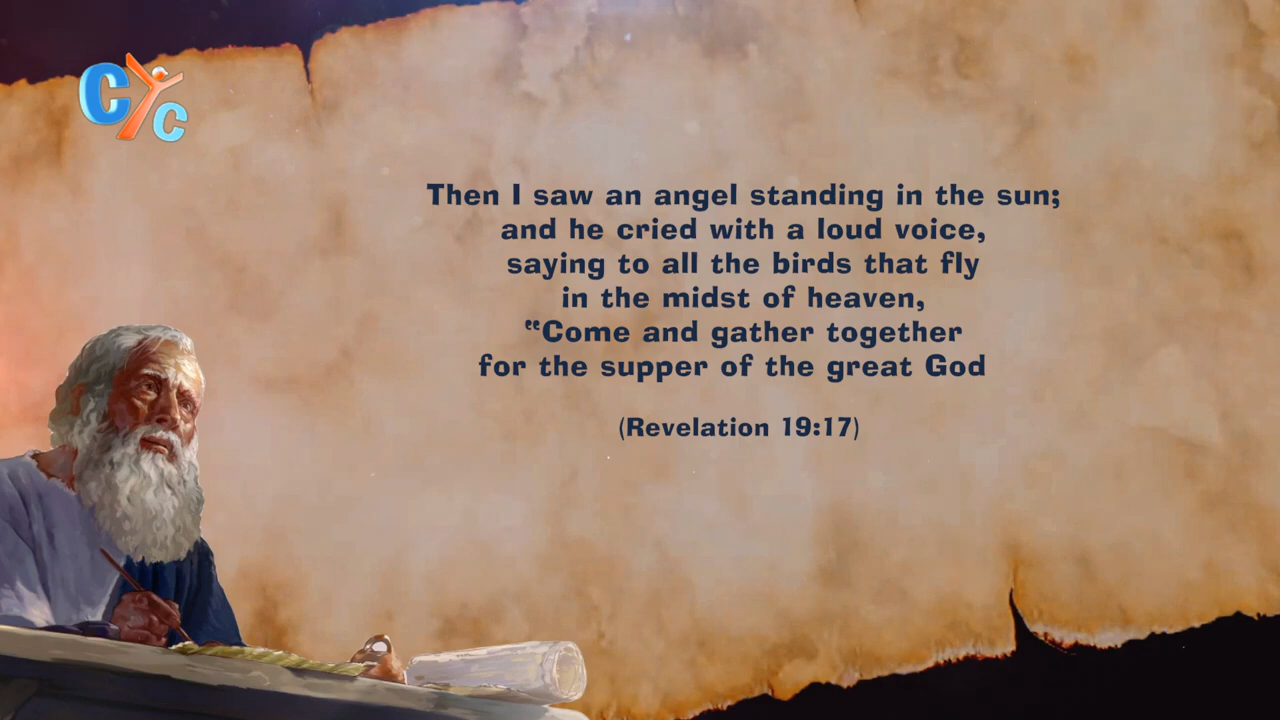 CYC
Then I saw an angel standing in the sun;
and he cried with a loud voice,
saying to all the birds that fly
in the midst of heaven,
“Come and gather together
for the supper of the great God
(Revelation 19:17)